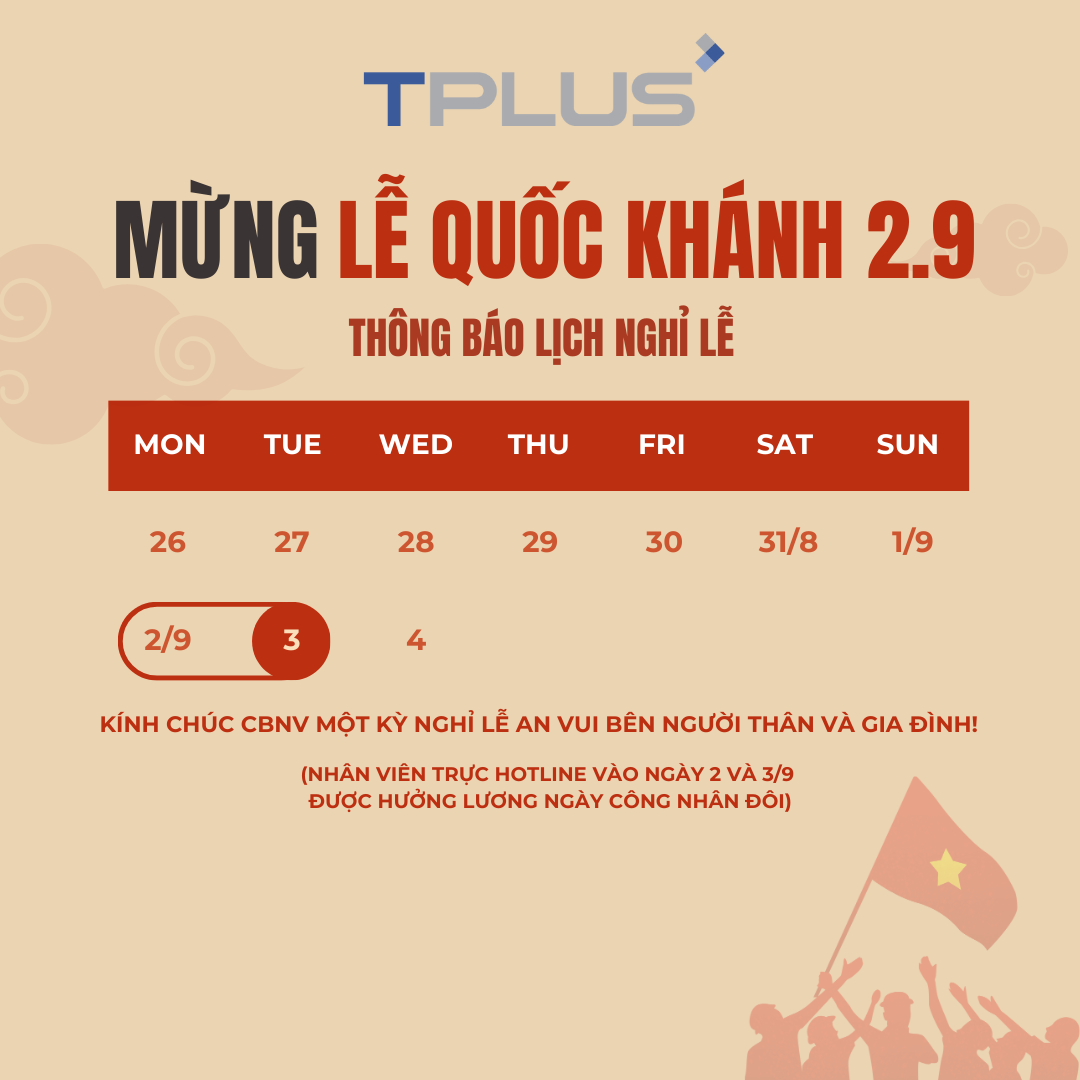 TPLUS
MỪNG LỄ QUỐC KHÁNH 2.9
THÔNG BÁO LỊCH NGHỈ LỄ
MON TUE WED THU FRI SAT SUN
26 27 28 29 30 31/8 1/9
2/9 3 4
KÍNH CHÚC CBNV MỘT KỲ NGHỈ LỄ AN VUI BÊN NGƯỜI THÂN VÀ GIA ĐÌNH!
(NHÂN VIÊN TRỰC HOTLINE VÀO NGÀY 2 VÀ 3/9
ĐƯỢC HƯỞNG LƯƠNG NGÀY CÔNG NHÂN ĐÔI)